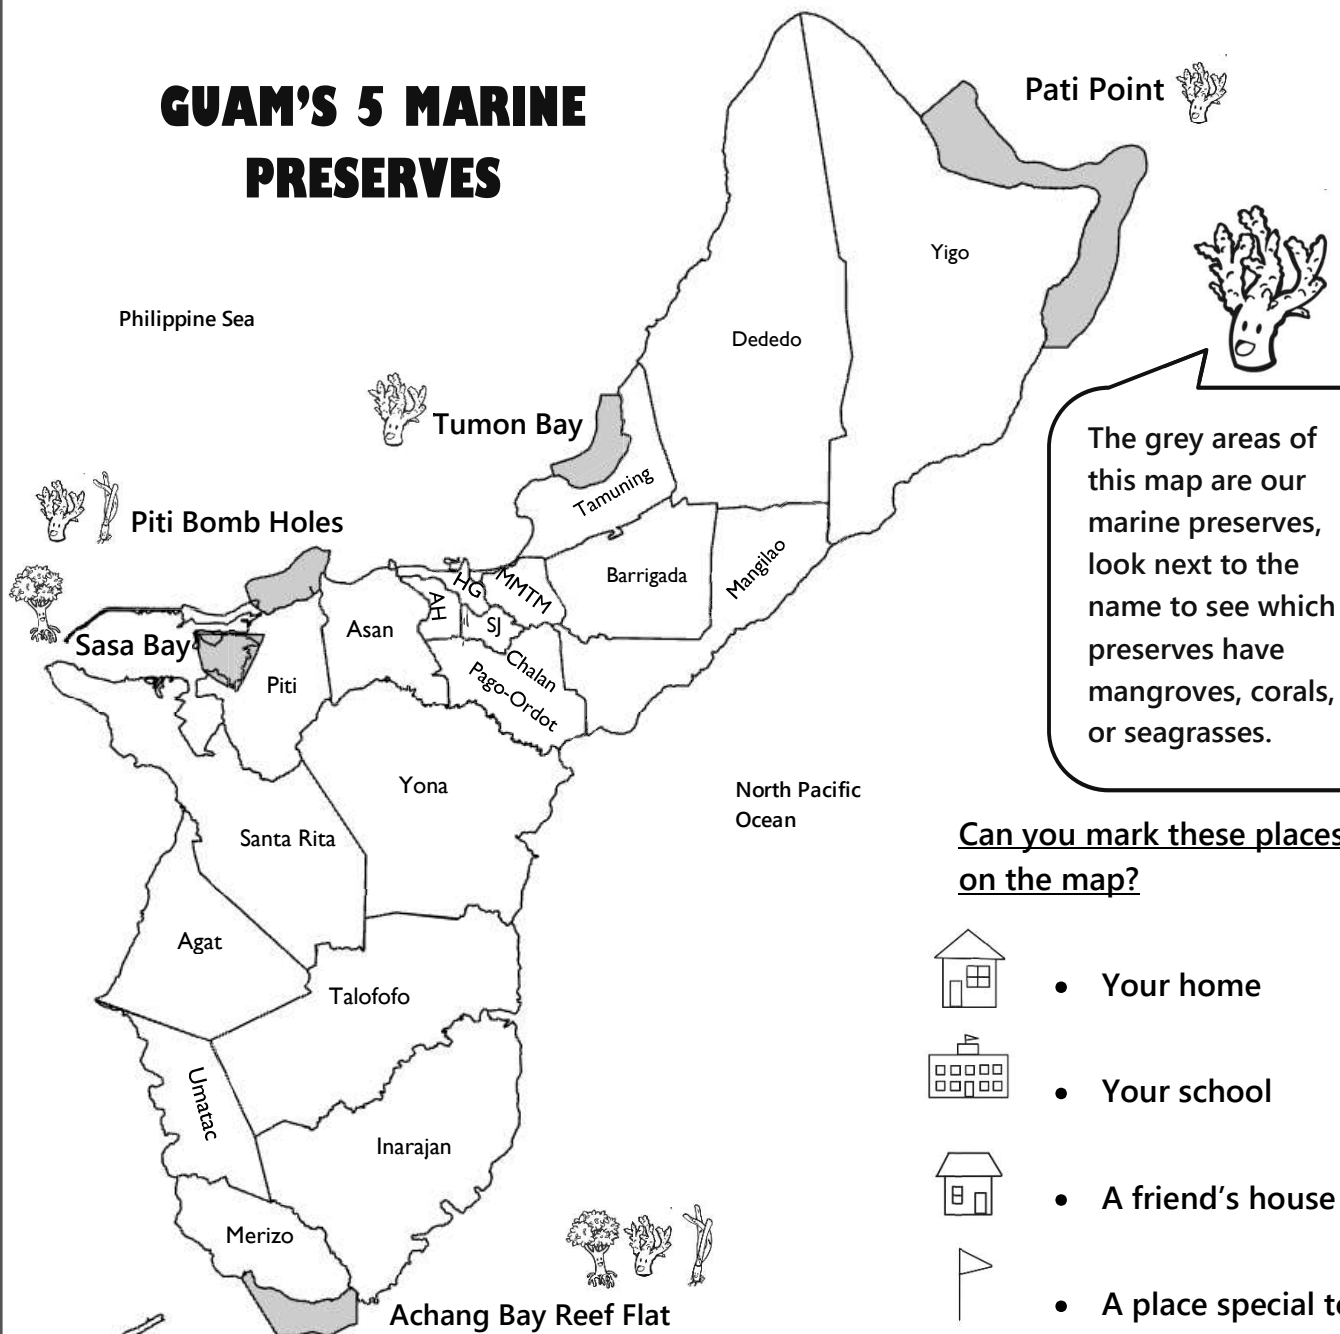 GUAM'S 5 MARINE
PRESERVES
Pati Point
Yigo
Philippine Sea
Dededo
Tumon Bay
The grey areas of
this map are our
marine preserves,
look next to the
name to see which
preserves have
mangroves, corals,
or seagrasses.
Tamuning
Piti Bomb Holes
Barrigada
Mangilao
HG
MMTM
AH
SJ
Asan
Sasa Bay
Chalan
Pago-Ordot
Piti
Yona
North Pacific
Ocean
Santa Rita
Can you mark these places
on the map?
Agat
Talofofo
• Your home
Umatac
• Your school
Inarajan
• A friend's house
Merizo
Achang Bay Reef Flat
• A place special